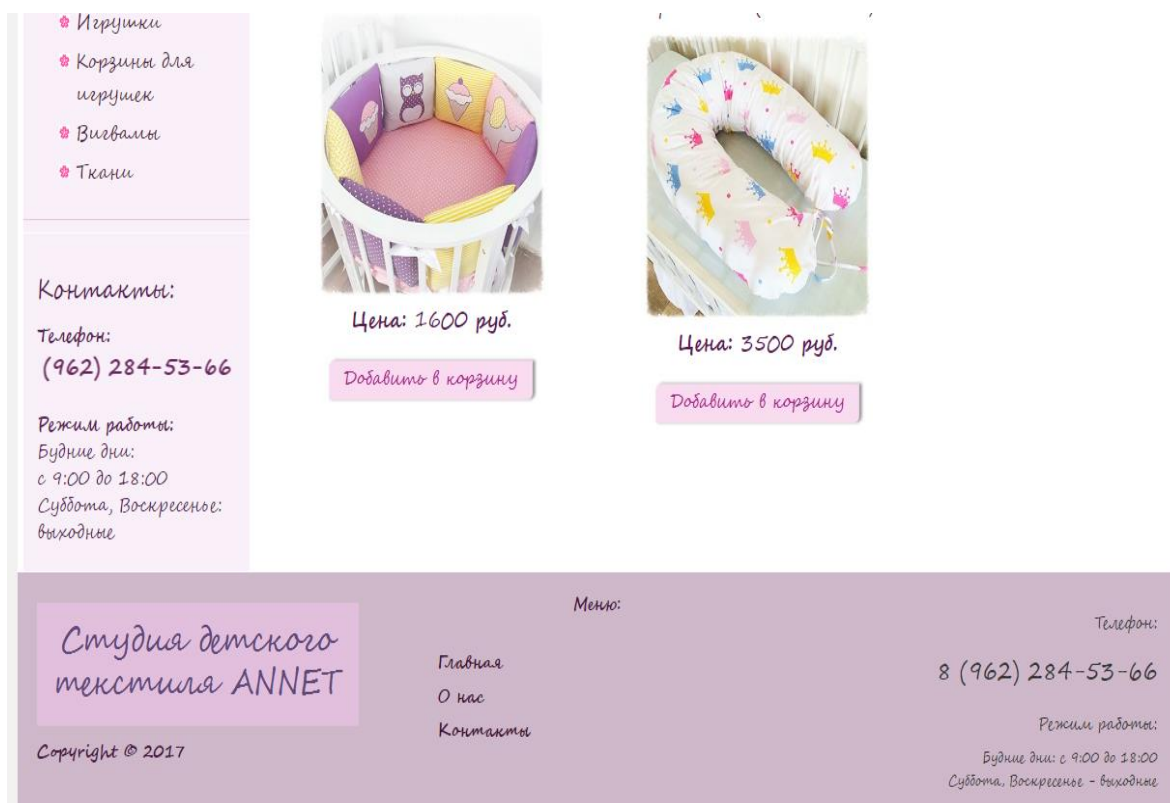 Игрушки
Корзины для
игрушек
Вигвамы
Ткани
Контакты:
Телефон:
(962) 284-53-66
Режим работы:
Будние дни:
с 9:00 до 18:00
Суббота, Воскресенье:
выходные
Цена: 1600 руб.
Добавить в корзину
Цена: 3500 руб.
Добавить в корзину
Студия детского
текстиля ANNET
Copyright © 2017
Меню:
Главная
О нас
Контакты
Телефон:
8 (962) 284-53-66
Режим работы:
Будние дни: с 9:00 до 18:00
Суббота, Воскресенье - выходные